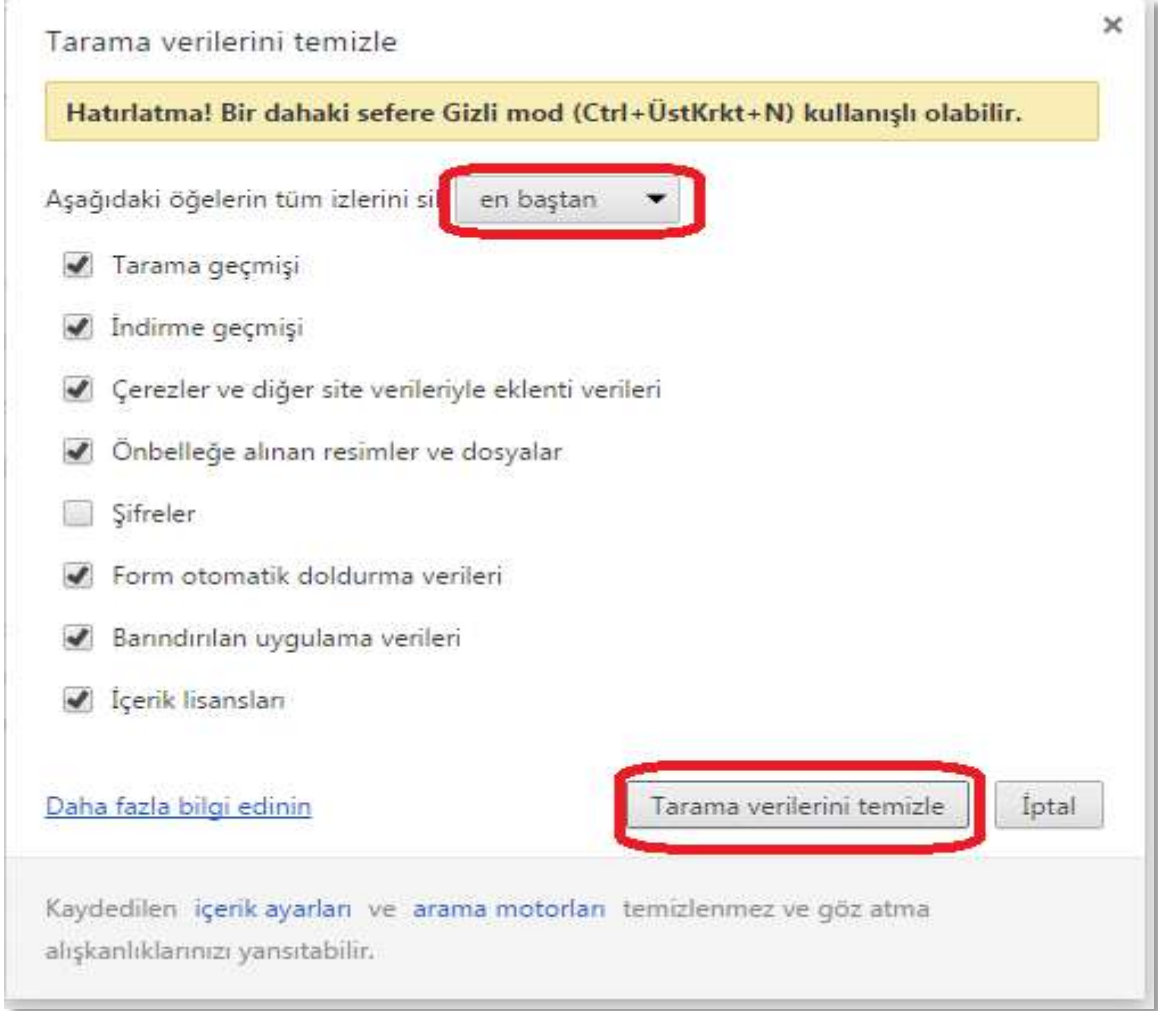 Tarama verilerini temizle
Hatırlatma! Bir dahaki sefere Gizli mod (Ctrl+ÜstKrkt+N) kullanışlı olabilir.
Aşağıdaki öğelerin tüm izlerini sil en baştan
Tarama geçmişi
İndirme geçmişi
Çerezler ve diğer site verileriyle eklenti verileri
Önbelleğe alınan resimler ve dosyalar
Şifreler
Form otomatik doldurma verileri
Barındırılan uygulama verileri
İçerik lisansları
Daha fazla bilgi edinin Tarama verilerini temizle İptal
Kaydedilen içerik ayarları ve arama motorları temizlenmez ve göz atma
alışkanlıklarınızı yansıtabilir.